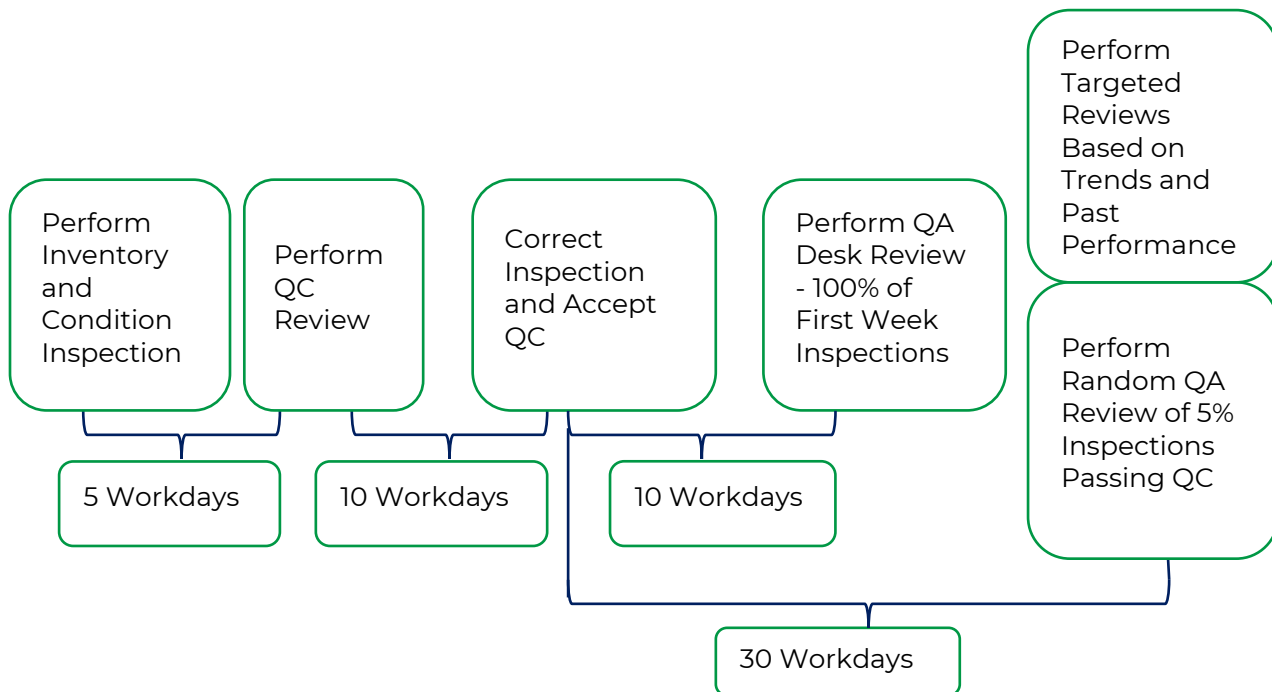 Perform
Inventory
and
Condition
Inspection
Perform
QC
Review
Correct
Inspection
and Accept
QC
Perform QA
Desk Review
- 100% of
First Week
Inspections
Perform
Targeted
Reviews
Based on
Trends and
Past
Performance
Perform
Random QA
Review of 5%
Inspections
Passing QC
5 Workdays
10 Workdays
10 Workdays
30 Workdays